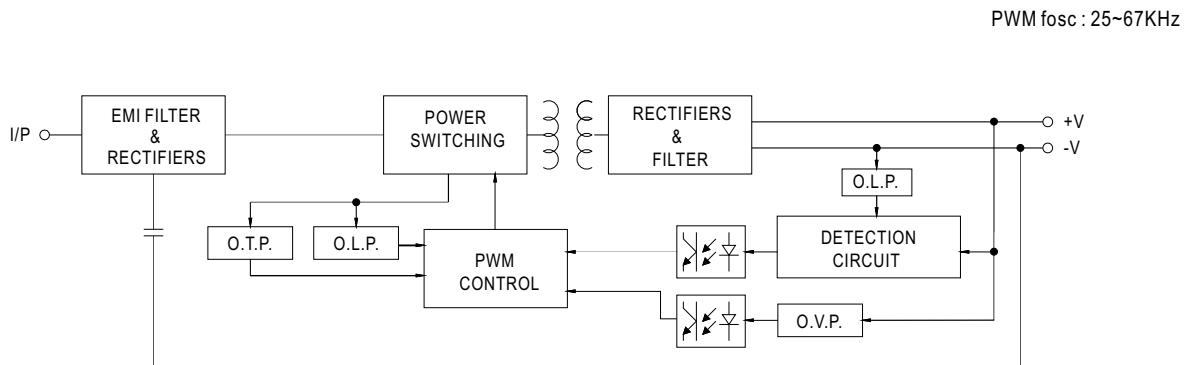 PWM fosc : 25~67KHz
I/P
EMI FILTER
&
RECTIFIERS
POWER
SWITCHING
RECTIFIERS
&
FILTER
+V
-V
O.L.P.
O.T.P.
O.L.P.
PWM
CONTROL
DETECTION
CIRCUIT
O.V.P.